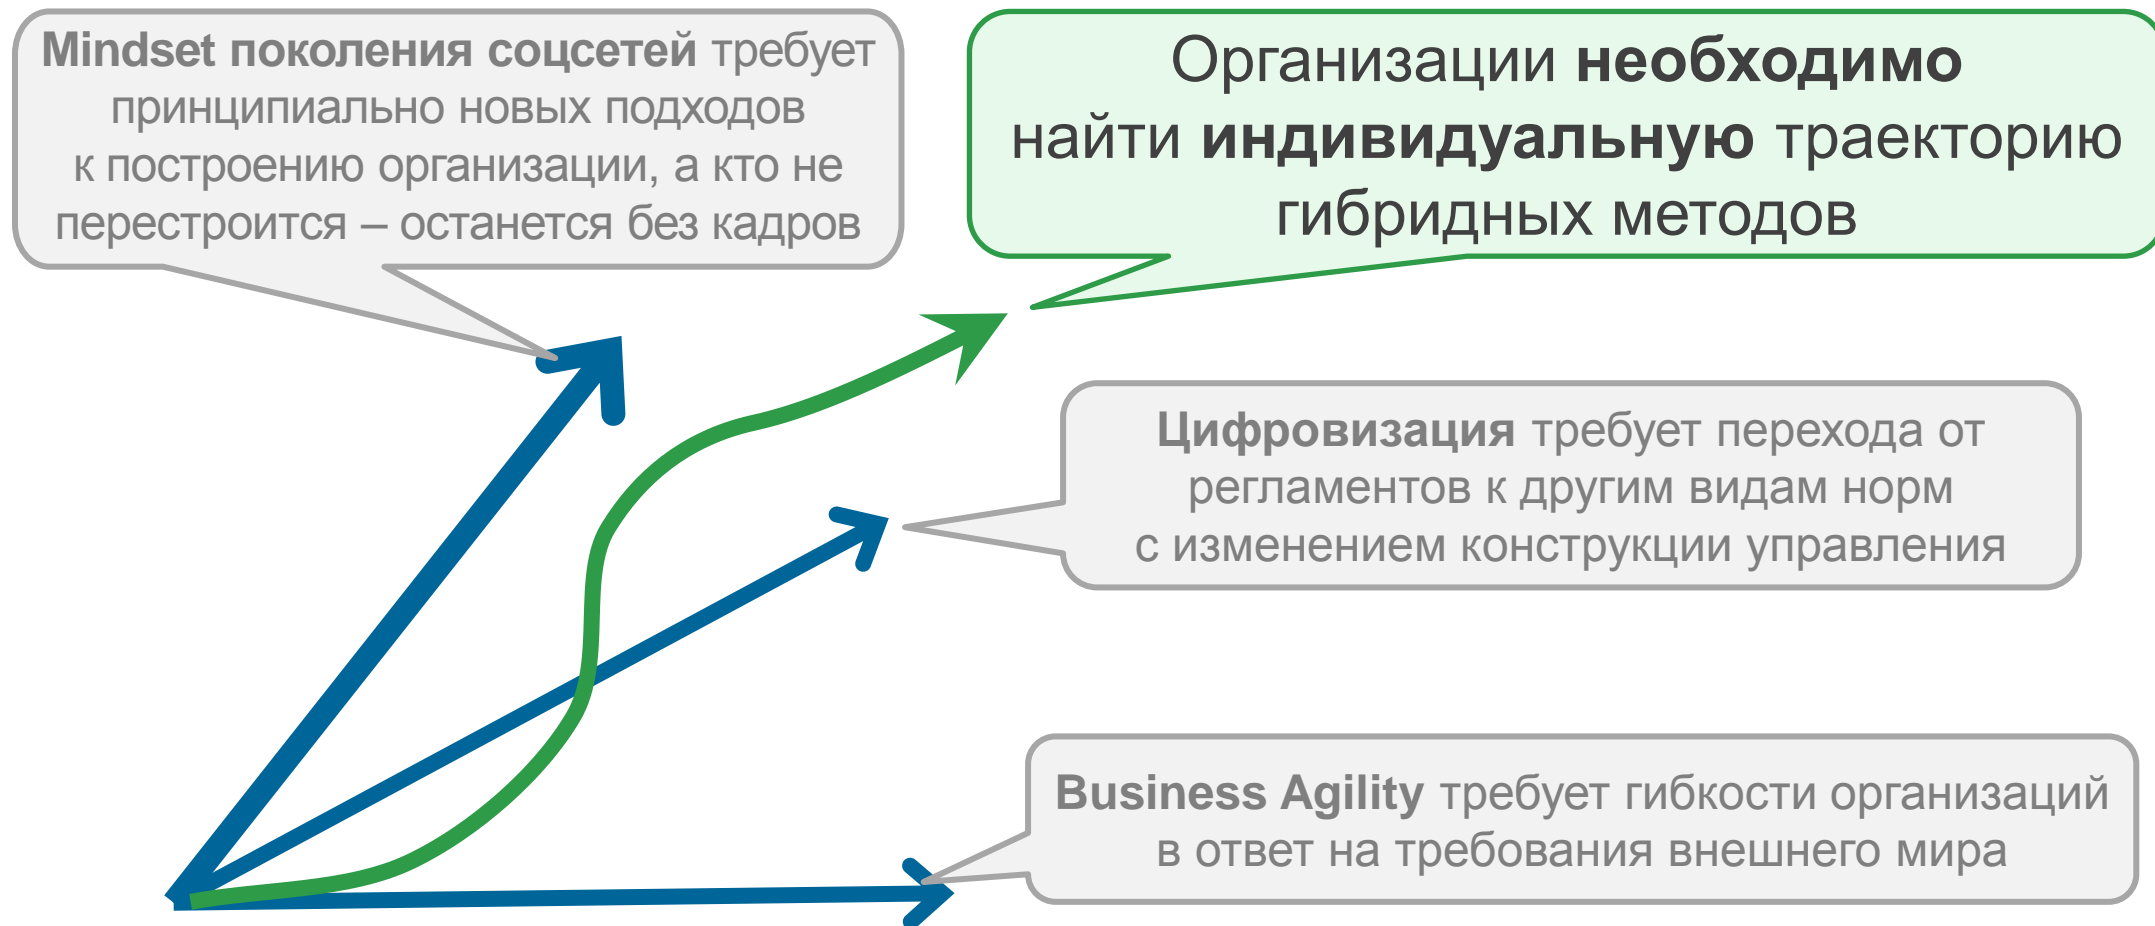 Mindset поколения соцсетей требует
принципиально новых подходов
к построению организации, а кто не
перестроится – останется без кадров
Организации необходимо
найти индивидуальную траекторию
гибридных методов
Цифровизация требует перехода от
регламентов к другим видам норм
с изменением конструкции управления
Business Agility требует гибкости организаций
в ответ на требования внешнего мира